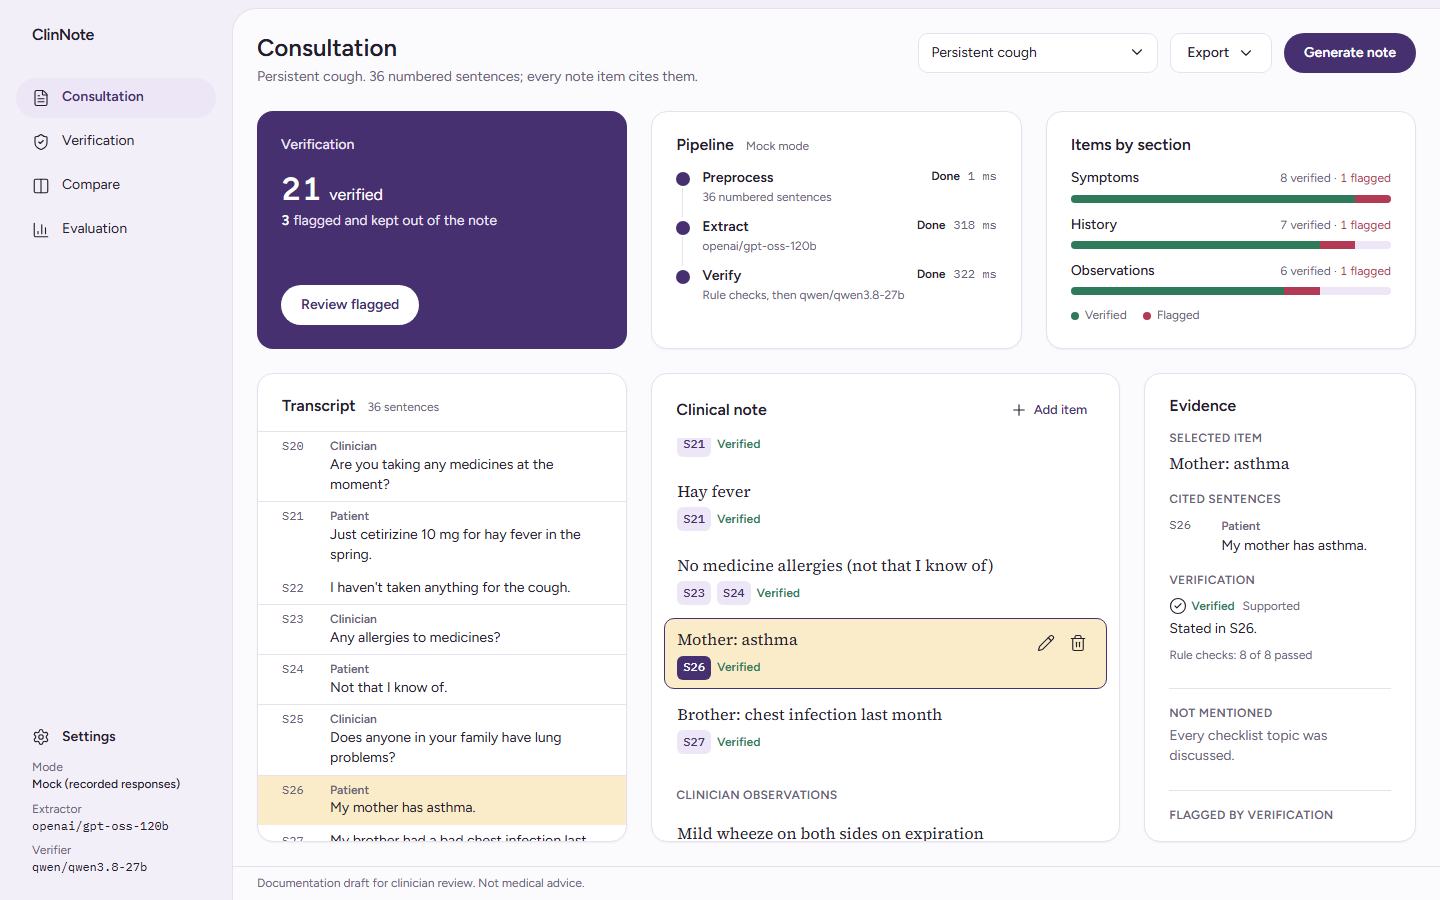 ClinNote
Consultation
Verification
Compare
Evaluation
Settings
Mode
Mock (recorded responses)
Extractor
openai/gpt-oss-120b
Verifier
qwen/qwen3.8-27b
Consultation
Persistent cough. 36 numbered sentences; every note item cites them.
Persistent cough
Export
Generate note
Verification
21 verified
3 flagged and kept out of the note
Review flagged
Pipeline Mock mode
Preprocess Done 1 ms
36 numbered sentences
Extract Done 318 ms
openai/gpt-oss-120b
Verify Done 322 ms
Rule checks, then qwen/qwen3.8-27b
Items by section
Symptoms 8 verified · 1 flagged
History 7 verified · 1 flagged
Observations 6 verified · 1 flagged
Verified Flagged
Transcript 36 sentences
S20 Clinician
Are you taking any medicines at the
moment?
S21 Patient
Just cetirizine 10 mg for hay fever in the
spring.
S22 I haven't taken anything for the cough.
S23 Clinician
Any allergies to medicines?
S24 Patient
Not that I know of.
S25 Clinician
Does anyone in your family have lung
problems?
S26 Patient
My mother has asthma.
S27 My brother had a bad chest infection last
Clinical note
Add item
S21 Verified
Hay fever
S21 Verified
No medicine allergies (not that I know of)
S23 S24 Verified
Mother: asthma
S26 Verified
Brother: chest infection last month
S27 Verified
CLINICIAN OBSERVATIONS
Mild wheeze on both sides on expiration
Evidence
SELECTED ITEM
Mother: asthma
CITED SENTENCES
S26 Patient
My mother has asthma.
VERIFICATION
Verified Supported
Stated in S26.
Rule checks: 8 of 8 passed
NOT MENTIONED
Every checklist topic was
discussed.
FLAGGED BY VERIFICATION
Documentation draft for clinician review. Not medical advice.